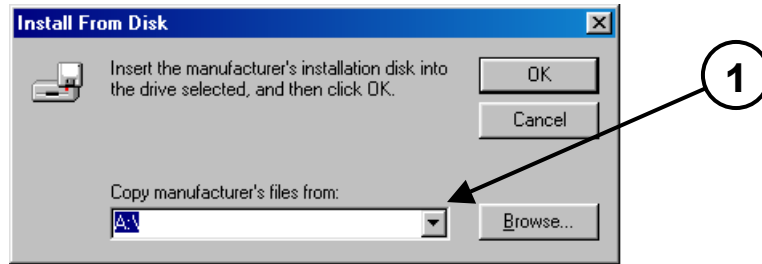 Install From Disk
Insert the manufacturer's installation disk into
the drive selected, and then click OK.
OK
Cancel
1
Copy manufacturer's files from:
A:\
Browse...